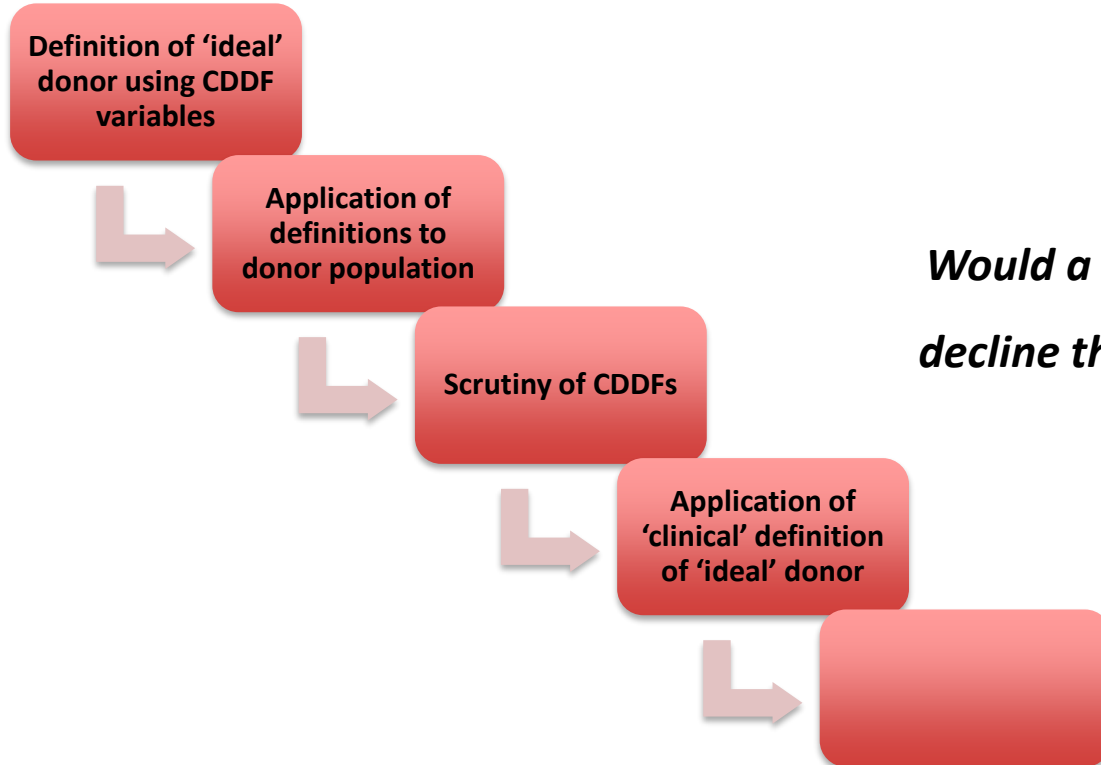 Definition of ‘ideal’
donor using CDDF
variables
Application of
definitions to
donor population
Would a
decline
Scrutiny of CDDFs
Application of
‘clinical’ definition
of ‘ideal’ donor